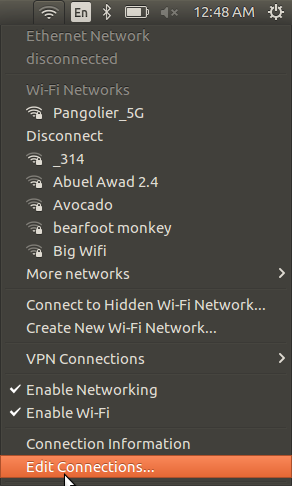 En 12:48 AM
Ethernet Network
disconnected
Wi-Fi Networks
Pangolier_5G
Disconnect
_314
Abuel Awad 2.4
Avocado
bearfoot monkey
Big Wifi
More networks
Connect to Hidden Wi-Fi Network...
Create New Wi-Fi Network...
VPN Connections
Enable Networking
Enable Wi-Fi
Connection Information
Edit Connections...